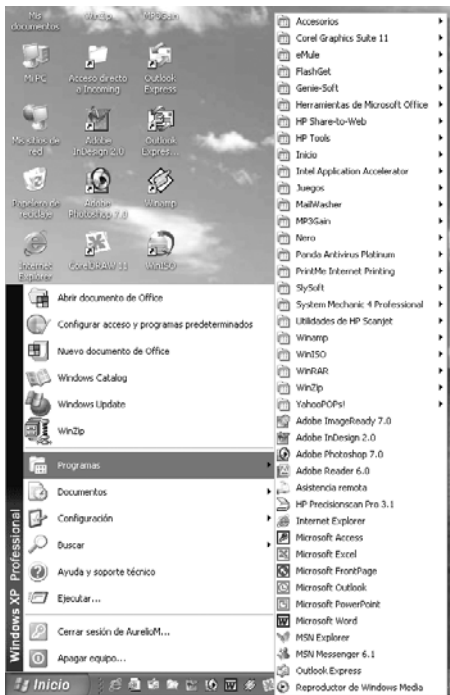 Mis
documentos
WinZip
MP3Gain
Mi PC
Acceso directo
a Incoming
Outlook
Express
Mis sitios de
red
Adobe
InDesign 2.0
Outlook
Expres...
Papelera de
reciclaje
Adobe
Photoshop 7.0
Winamp
Internet
Explorer
CorelDRAW 11
WinISO
Abrir documento de Office
Configurar acceso y programas predeterminados
Nuevo documento de Office
Windows Catalog
Windows Update
WinZip
Programas
Documentos
Configuración
Buscar
Ayuda y soporte técnico
Ejecutar...
Cerrar sesión de AurelioM...
Apagar equipo...
Windows XP Professional
Inicio
Accesorios
Corel Graphics Suite 11
eMule
FlashGet
Genie-Soft
Herramientas de Microsoft Office
HP Share-to-Web
HP Tools
Inicio
Intel Application Accelerator
Juegos
MailWasher
MP3Gain
Nero
Panda Antivirus Platinum
PrintMe Internet Printing
SlySoft
System Mechanic 4 Professional
Utilidades de HP Scanjet
Winamp
WinISO
WinRAR
WinZip
YahooPOPs!
Adobe ImageReady 7.0
Adobe InDesign 2.0
Adobe Photoshop 7.0
Adobe Reader 6.0
Asistencia remota
HP Precisionscan Pro 3.1
Internet Explorer
Microsoft Access
Microsoft Excel
Microsoft FrontPage
Microsoft Outlook
Microsoft PowerPoint
Microsoft Word
MSN Explorer
MSN Messenger 6.1
Outlook Express
Reproductor de Windows Media